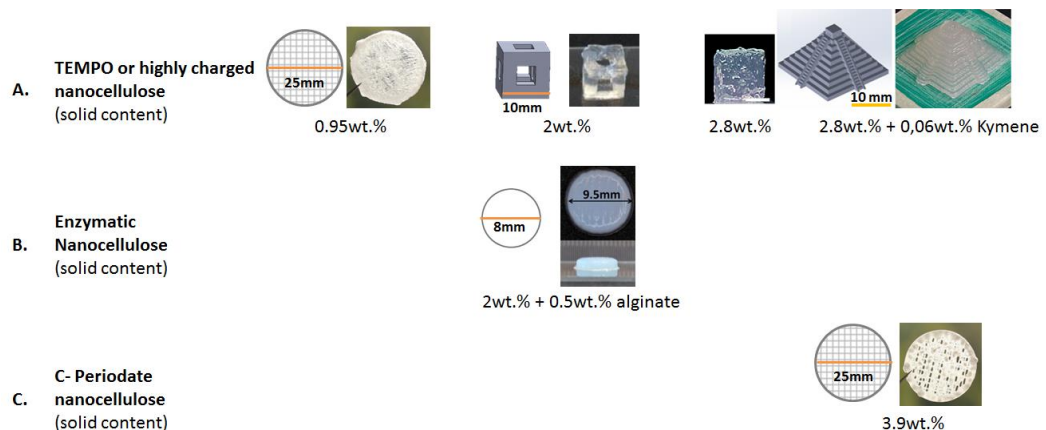 A.
TEMPO or highly charged
nanocellulose
(solid content)
25mm
0.95wt.%
10mm
2wt.%
2.8wt.%
10 mm
2.8wt.% + 0,06wt.% Kymene
B.
Enzymatic
Nanocellulose
(solid content)
8mm
9.5mm
2wt.% + 0.5wt.% alginate
C.
C- Periodate
nanocellulose
(solid content)
25mm
3.9wt.%